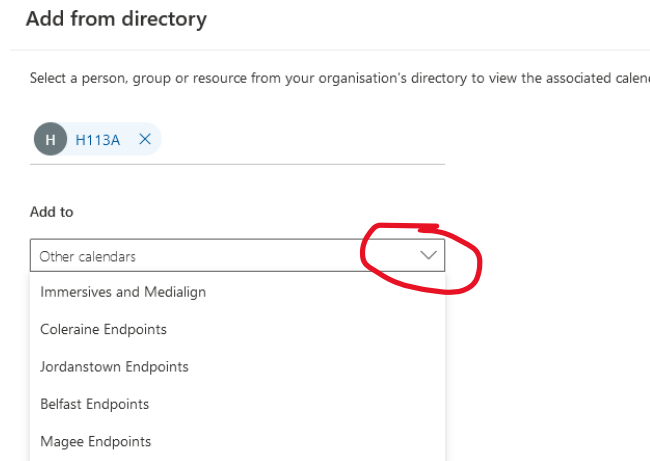 Add from directory
Select a person, group or resource from your organisation's directory to view the associated
H H113A
Add to
Other calendars
Immersives and Medialign
Coleraine Endpoints
Jordanstown Endpoints
Belfast Endpoints
Magee Endpoints